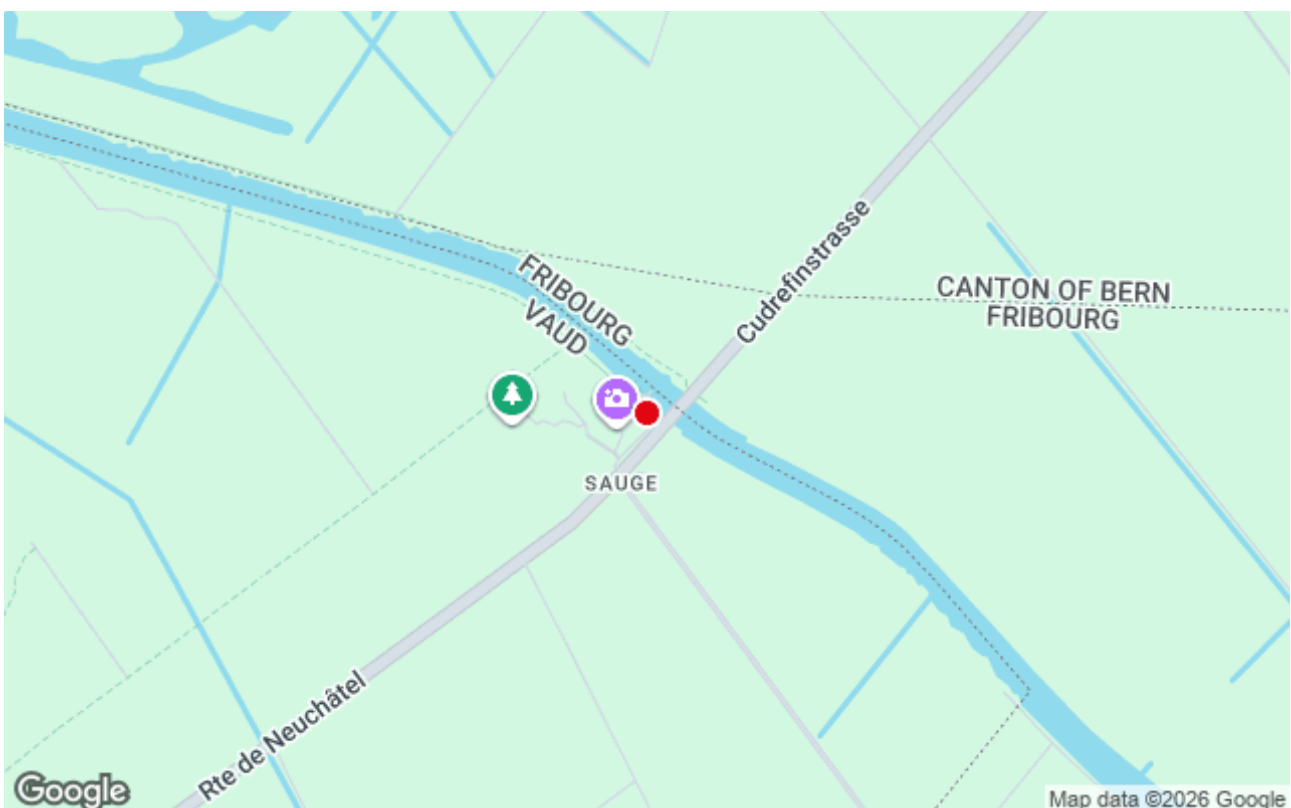 Cudrefinstrasse
FRIBOURG
VAUD
CANTON OF BERN
FRIBOURG
SAUGE
Rte de Neuchâtel
Google
Map data ©2026 Google